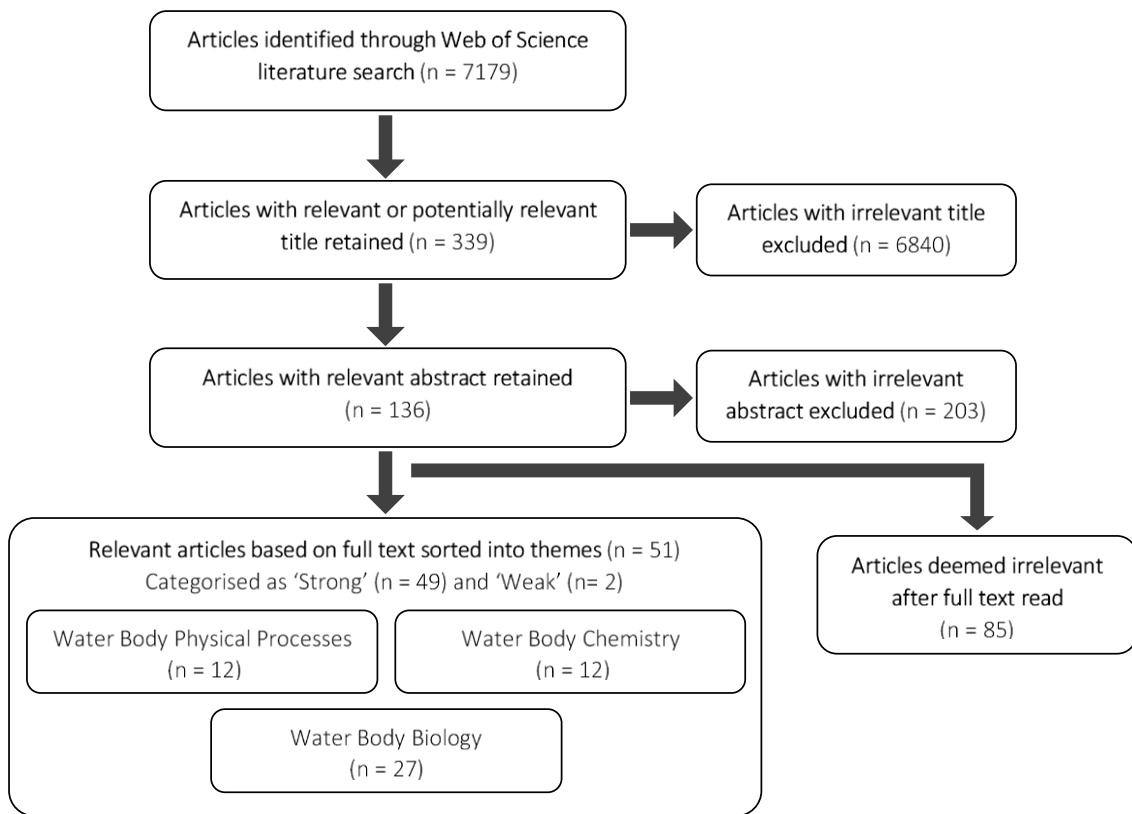 Articles identified through Web of Science
literature search (n = 7179)
Articles with relevant or potentially relevant
title retained (n = 339)
Articles with irrelevant title
excluded (n = 6840)
Articles with relevant abstract retained
(n = 136)
Articles with irrelevant
abstract excluded (n = 203)
Relevant articles based on full text sorted into themes (n = 51)
Categorised as ‘Strong’ (n = 49) and ‘Weak’ (n= 2)
Water Body Physical Processes
(n = 12)
Water Body Chemistry
(n = 12)
Water Body Biology
(n = 27)
Articles deemed irrelevant
after full text read
(n = 85)